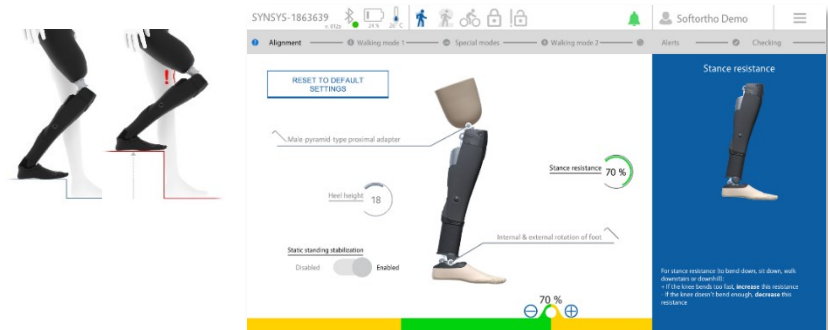 SYNSYS-1863639
24 %
26° C
Softortho Demo
Alignment
Walking mode 1
Special modes
Walking mode 2
Alerts
Checking
RESET TO DEFAULT
SETTINGS
Male pyramid-type proximal adapter
Stance resistance
70 %
Heel height
18
Internal & external rotation of foot
Static standing stabilization
Disabled
Enabled
70 %
Stance resistance
For stance resistance (to bend down, sit down, walk
downstairs or downhill):
- If the knee bends too fast, increase this resistance
- If the knee doesn't bend enough, decrease this
resistance
!